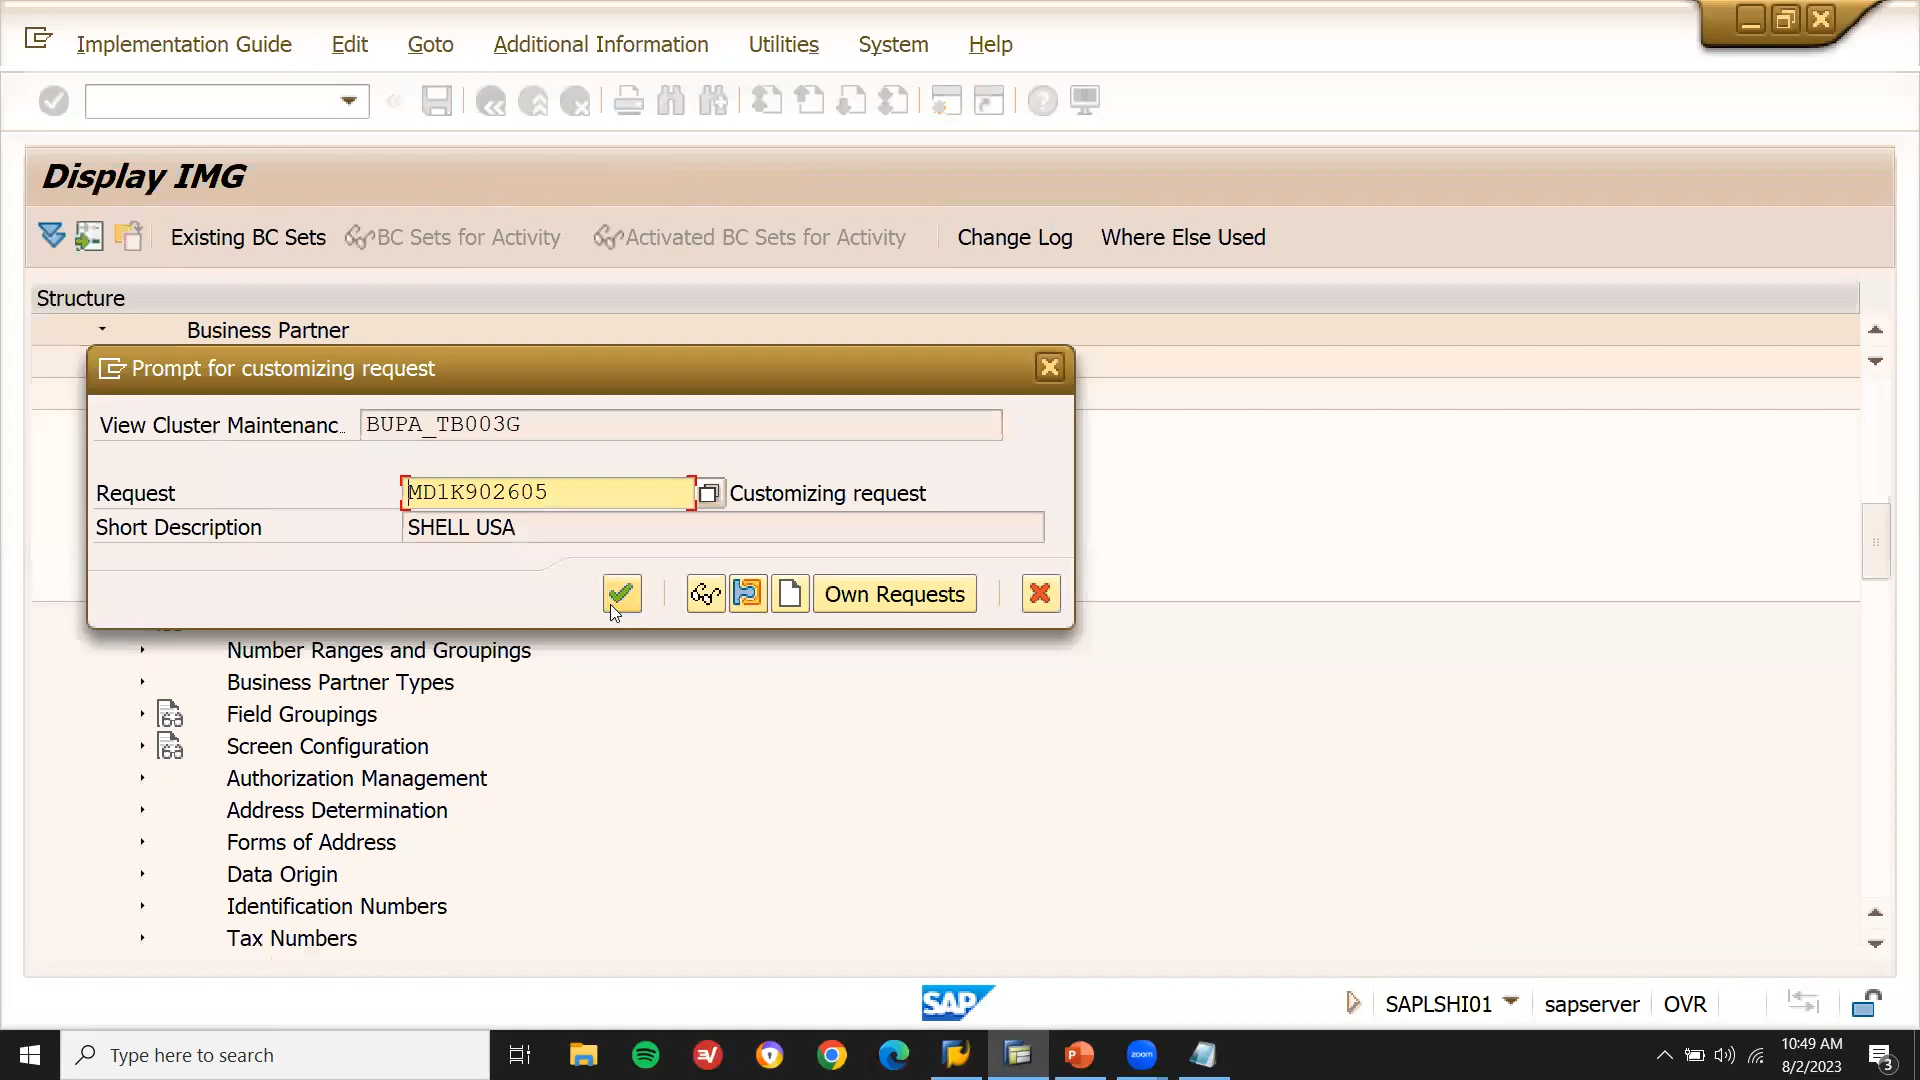 Implementation Guide Edit Goto Additional Information Utilities System Help
Display IMG
Existing BC Sets BC Sets for Activity Activated BC Sets for Activity Change Log Where Else Used
Structure
Business Partner
Prompt for customizing request
View Cluster Maintenanc..
BUPA_TB003G
Request MD1K902605 Customizing request
Short Description SHELL USA
Own Requests
Number Ranges and Groupings
Business Partner Types
Field Groupings
Screen Configuration
Authorization Management
Address Determination
Forms of Address
Data Origin
Identification Numbers
Tax Numbers
SAP SAPLSHI01 sapserver OVR
Type here to search
zoom
10:49 AM
8/2/2023
3